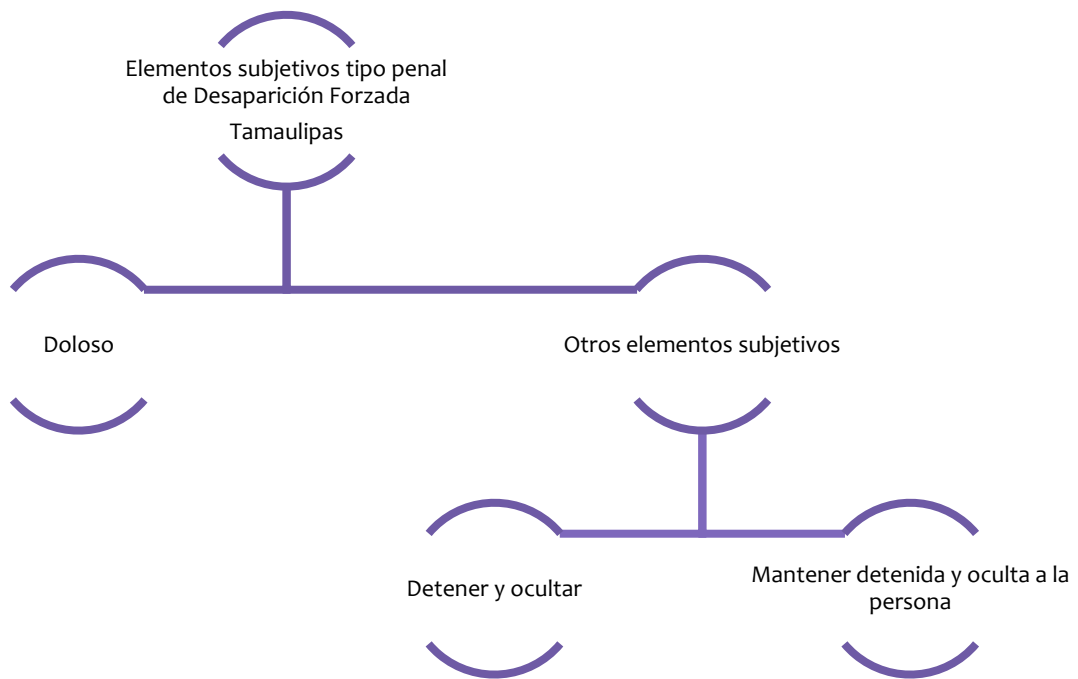 Elementos subjetivos tipo penal
de Desaparición Forzada
Tamaulipas
Doloso
Otros elementos subjetivos
Detener y ocultar
Mantener detenida y oculta a la
persona